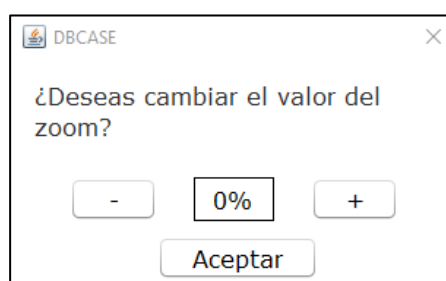 DBCASE
¿Deseas cambiar el valor del
zoom?
- 0% +
Aceptar